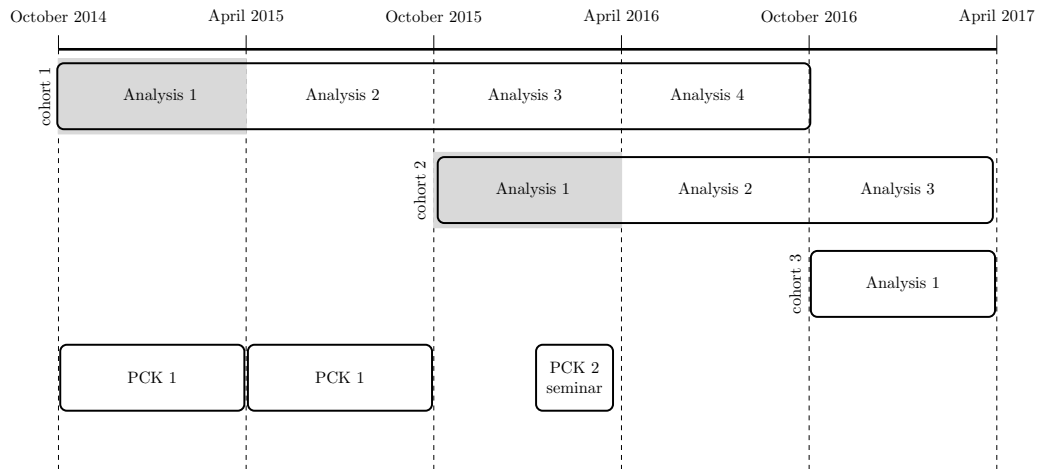 October 2014
April 2015
October 2015
April 2016
October 2016
April 2017
cohort 1
Analysis 1
Analysis 2
Analysis 3
Analysis 4
cohort 2
Analysis 1
Analysis 2
Analysis 3
cohort 3
Analysis 1
PCK 1
PCK 1
PCK 2
seminar